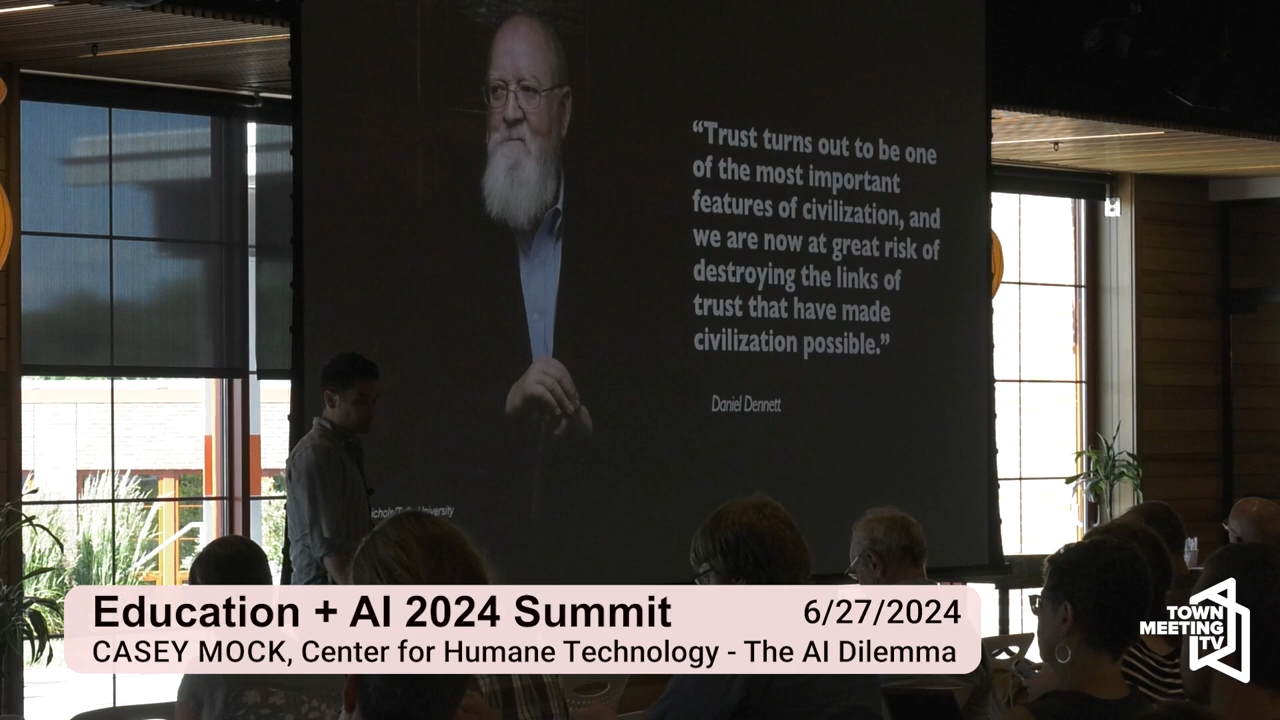 “Trust turns out to be one
of the most important
features of civilization, and
we are now at great risk of
destroying the links of
trust that have made
civilization possible.”
Daniel Dennett
University
Education + AI 2024 Summit
6/27/2024
CASEY MOCK, Center for Humane Technology - The AI Dilemma
TOWN
MEETING
TV